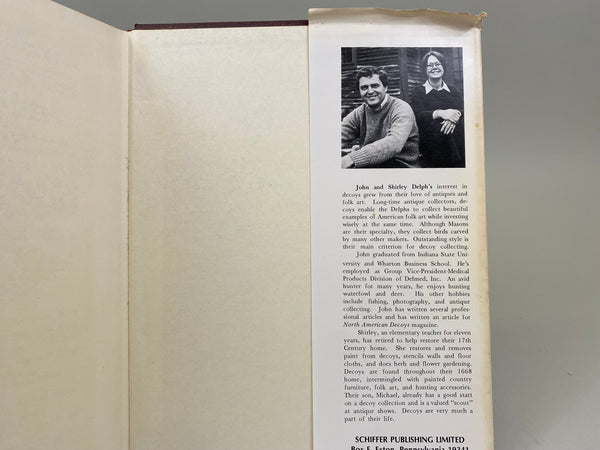 John and Shirley Delph's interest in
decoys grew from their love of antiques and
folk art. Long-time antique collectors, de-
coys enable the Delphs to collect beautiful
examples of American folk art while investing
wisely at the same time. Although Masons
are their specialty, they collect birds carved
by many other makers. Outstanding style is
their main criterion for decoy collecting.
John graduated from Indiana State Uni-
versity and Wharton Business School. He's
employed as Group Vice-President-Medical
Products Division of Delmed, Inc. An avid
hunter for many years, he enjoys hunting
waterfowl and deer. His other hobbies
include fishing, photography, and antique
collecting. John has written several profes-
sional articles and has written an article for
North American Decoys magazine.
Shirley, an elementary teacher for eleven
years, has retired to help restore their 17th
Century home. She restores and removes
paint from decoys, stencils walls and floor
cloths, and does herb and flower gardening.
Decoys are found throughout their 1668
home, intermingled with painted country
furniture, folk art, and hunting accessories.
Their son, Michael, already has a good start
on a decoy collection and is a valued "scout"
at antique shows. Decoys are very much a
part of their life.
SCHIFFER PUBLISHING LIMITED
Box E, Exton, Pennsylvania 19341